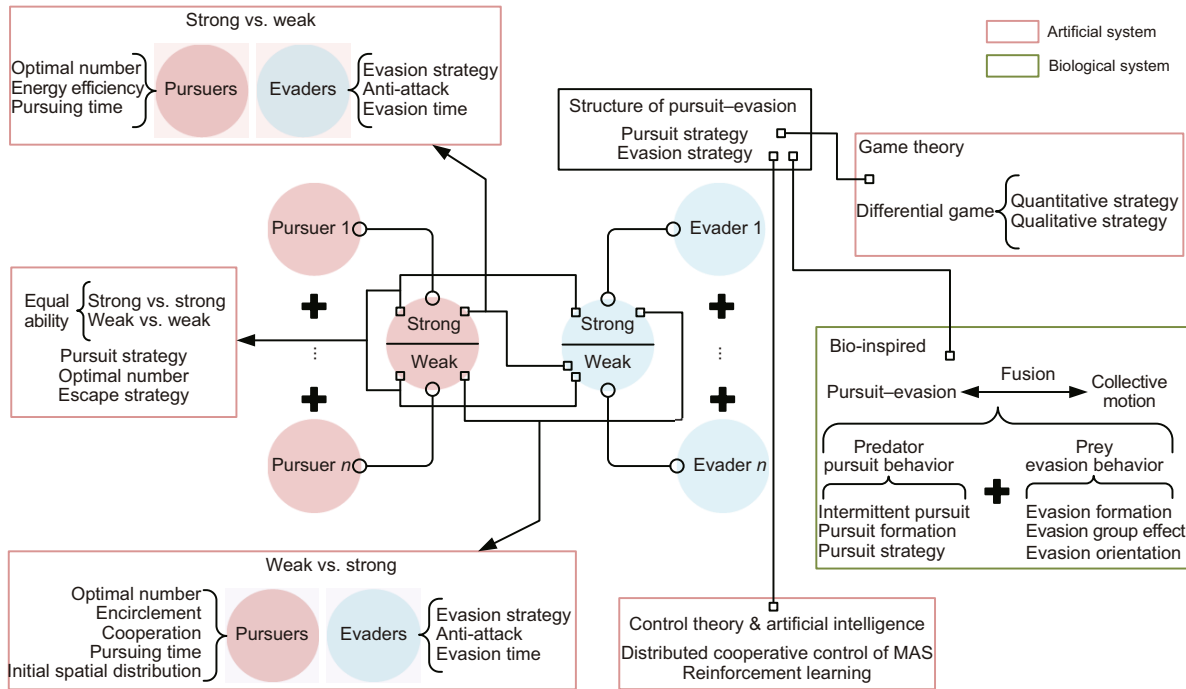 Strong vs. weak
Optimal number
Energy efficiency
Pursuing time
Pursuers
Evaders
Evasion strategy
Anti-attack
Evasion time
Artificial system
Biological system
Structure of pursuit–evasion
Pursuit strategy
Evasion strategy
Game theory
Differential game
Quantitative strategy
Qualitative strategy
Pursuer 1
Evader 1
Equal
ability
Strong vs. strong
Weak vs. weak
Pursuit strategy
Optimal number
Escape strategy
Strong
Weak
Strong
Weak
...
...
Pursuer n
Evader n
Bio-inspired
Pursuit–evasion
Fusion
Collective
motion
Predator
pursuit behavior
Prey
evasion behavior
Intermittent pursuit
Pursuit formation
Pursuit strategy
Evasion formation
Evasion group effect
Evasion orientation
Weak vs. strong
Optimal number
Encirclement
Cooperation
Pursuing time
Initial spatial distribution
Pursuers
Evaders
Evasion strategy
Anti-attack
Evasion time
Control theory & artificial intelligence
Distributed cooperative control of MAS
Reinforcement learning